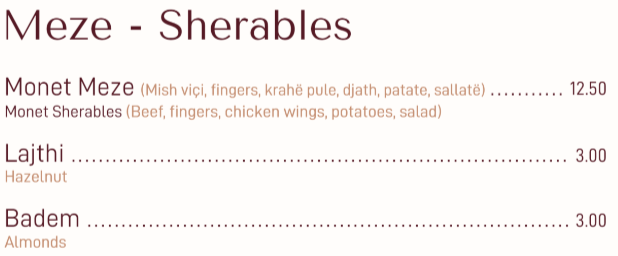 Meze - Sherables
Monet Meze (Mish viçi, fingers, krahë pule, djath, patate, sallatë) ........... 12.50
Monet Sherables (Beef, fingers, chicken wings, potatoes, salad)
Lajthi ........................................................................ 3.00
Hazelnut
Badem ...................................................................... 3.00
Almonds